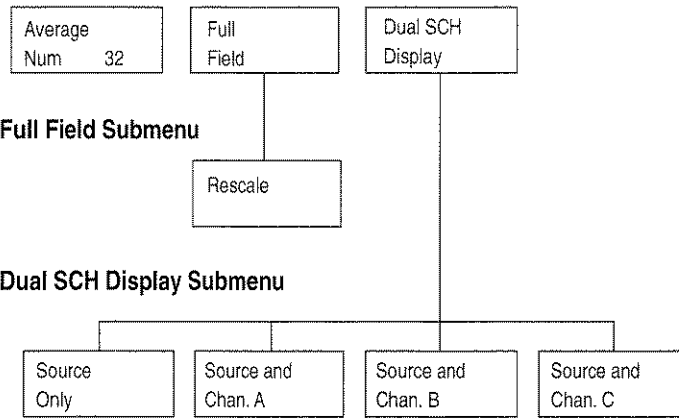 Average
Num 32
Full
Field
Dual SCH
Display
Full Field Submenu
Rescale
Dual SCH Display Submenu
Source
Only
Source and
Chan. A
Source and
Chan. B
Source and
Chan. C